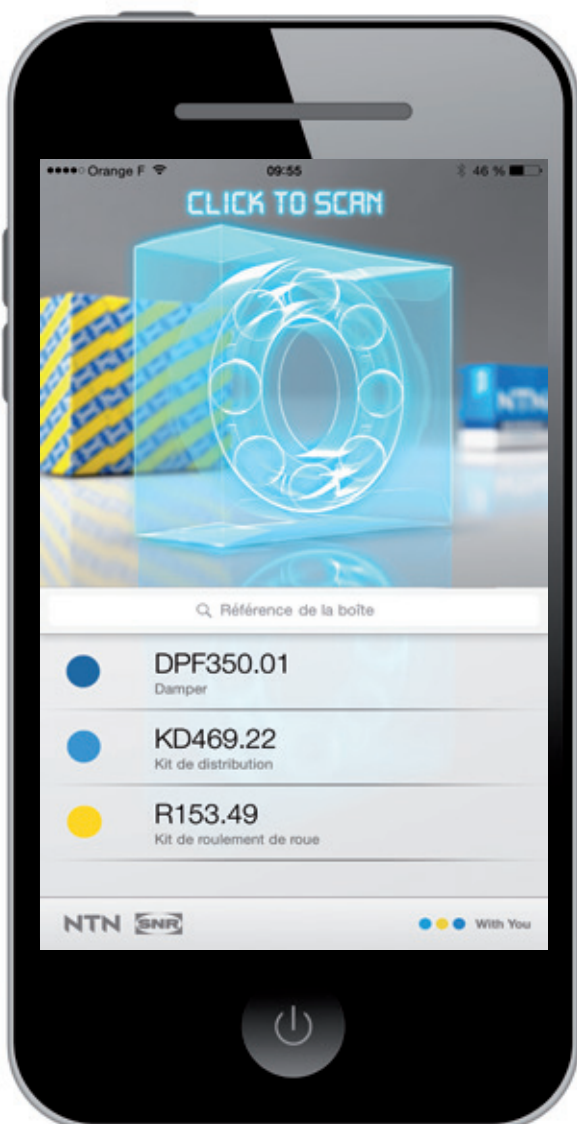 Orange F 09:55 46 %
CLICK TO SCAN
NTN
Référence de la boîte
DPF350.01
Damper
KD469.22
Kit de distribution
R153.49
Kit de roulement de roue
NTN SNR With You